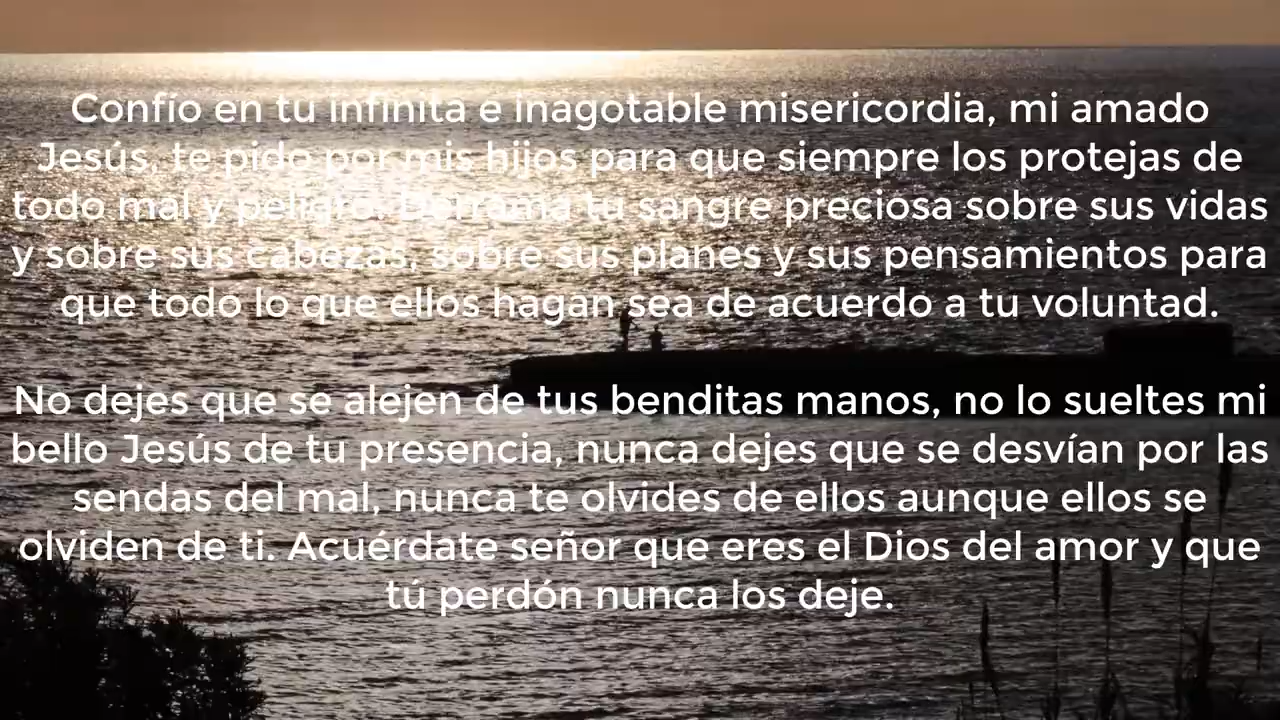 Confío en tu infinita e inagotable misericordia, mi amado
Jesús, te pido por mis hijos para que siempre los protejas de
todo mal y peligro. Derrama tu sangre preciosa sobre sus vidas
y sobre sus cabezas, sobre sus planes y sus pensamientos para
que todo lo que ellos hagan sea de acuerdo a tu voluntad.
No dejes que se alejen de tus benditas manos, no lo sueltes mi
bello Jesús de tu presencia, nunca dejes que se desvían por las
sendas del mal, nunca te olvides de ellos aunque ellos se
olviden de ti. Acuérdate señor que eres el Dios del amor y que
tú perdón nunca los deje.